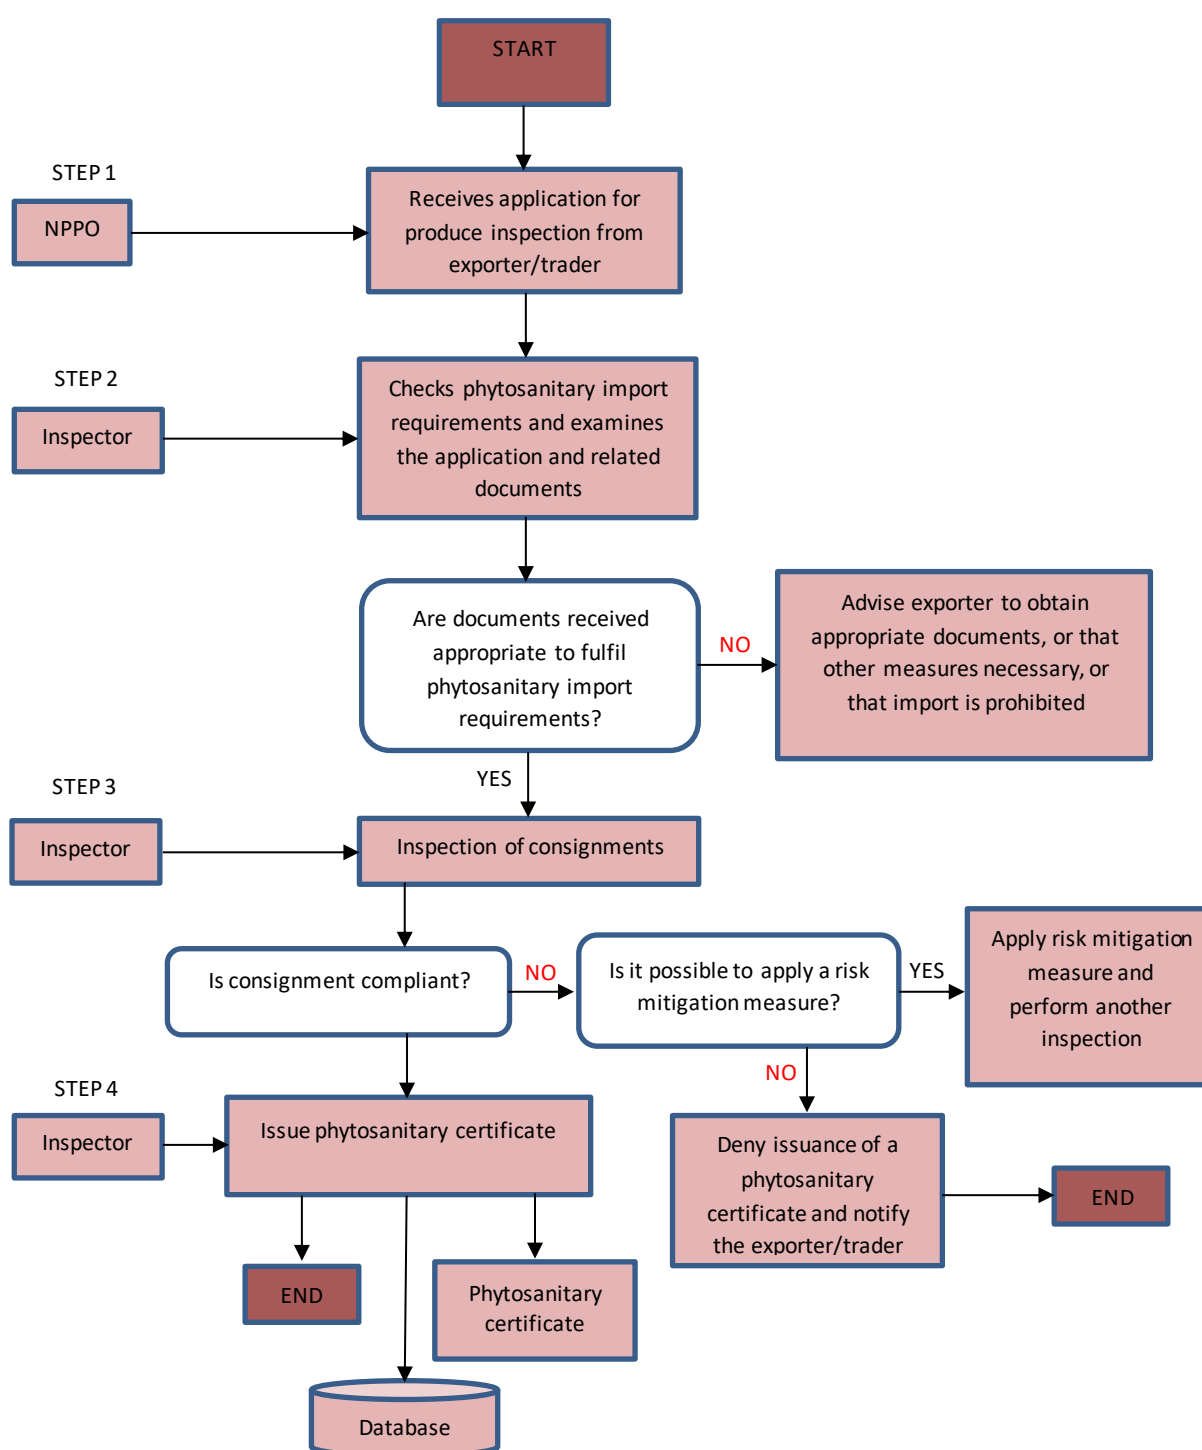 START
STEP 1
NPPO
Receives application for
produce inspection from
exporter/trader
STEP 2
Inspector
Checks phytosanitary import
requirements and examines
the application and related
documents
Are documents received
appropriate to fulfil
phytosanitary import
requirements?
NO
Advise exporter to obtain
appropriate documents, or that
other measures necessary, or
that import is prohibited
YES
STEP 3
Inspector
Inspection of consignments
Is consignment compliant?
NO
Is it possible to apply a risk
mitigation measure?
YES
Apply risk mitigation
measure and
perform another
inspection
NO
STEP 4
Inspector
Issue phytosanitary certificate
Deny issuance of a
phytosanitary
certificate and notify
the exporter/trader
END
END
Phytosanitary
certificate
Database